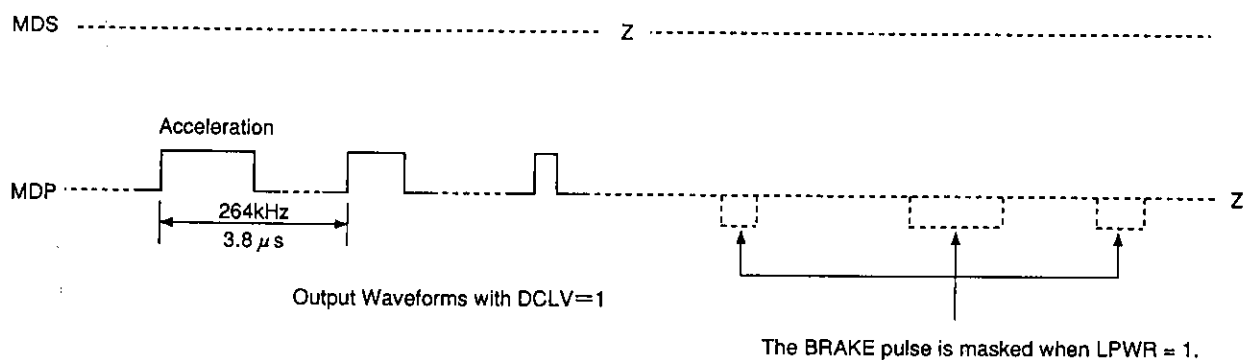 MDS
Z
Acceleration
MDP
Z
264kHz
3.8 μs
Output Waveforms with DCLV=1
The BRAKE pulse is masked when LPWR = 1.